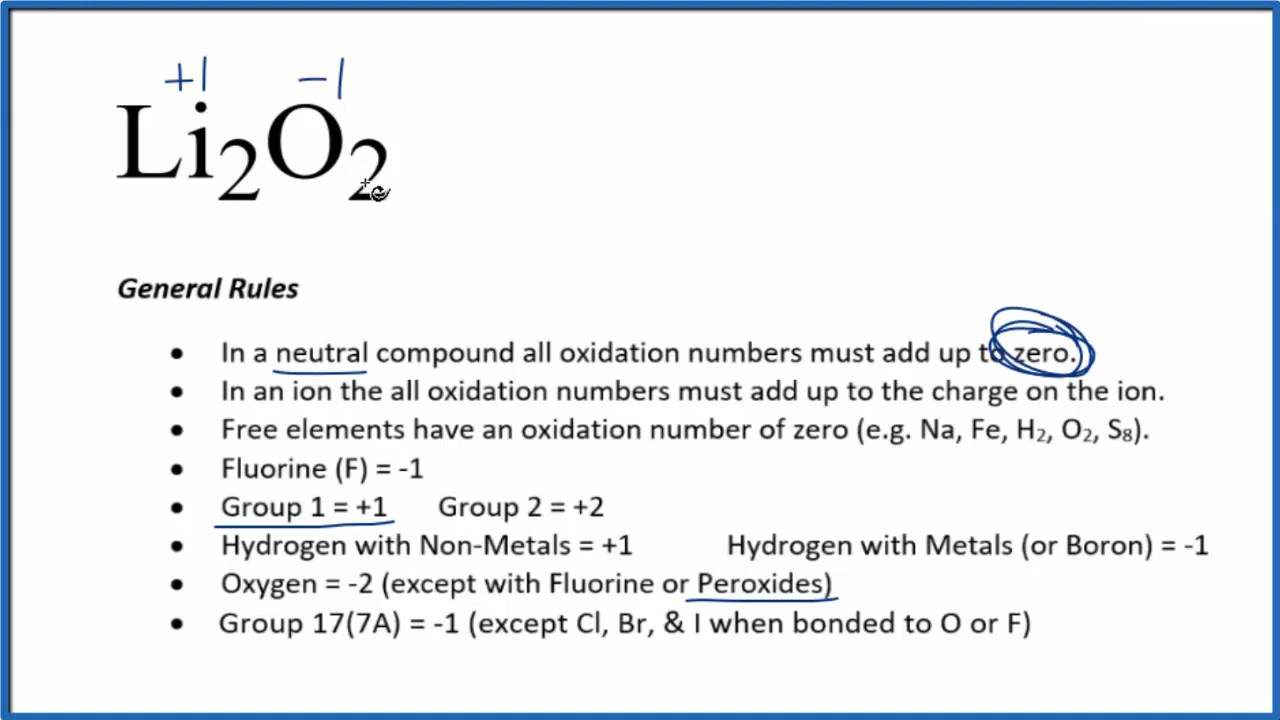 +1 -1
Li₂O₂
General Rules
• In a neutral compound all oxidation numbers must add up to zero.
• In an ion the all oxidation numbers must add up to the charge on the ion.
• Free elements have an oxidation number of zero (e.g. Na, Fe, H₂, O₂, S₈).
• Fluorine (F) = -1
• Group 1 = +1 Group 2 = +2
• Hydrogen with Non-Metals = +1 Hydrogen with Metals (or Boron) = -1
• Oxygen = -2 (except with Fluorine or Peroxides)
• Group 17(7A) = -1 (except Cl, Br, & I when bonded to O or F)